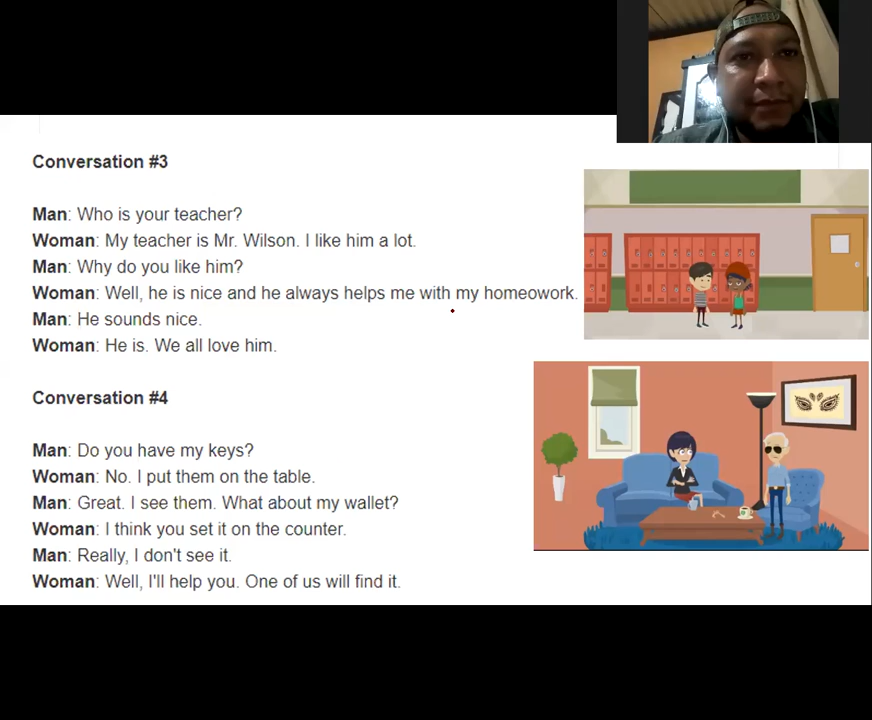 Conversation #3
Man: Who is your teacher?
Woman: My teacher is Mr. Wilson. I like him a lot.
Man: Why do you like him?
Woman: Well, he is nice and he always helps me with my homeowork.
Man: He sounds nice.
Woman: He is. We all love him.
Conversation #4
Man: Do you have my keys?
Woman: No. I put them on the table.
Man: Great. I see them. What about my wallet?
Woman: I think you set it on the counter.
Man: Really, I don't see it.
Woman: Well, I'll help you. One of us will find it.